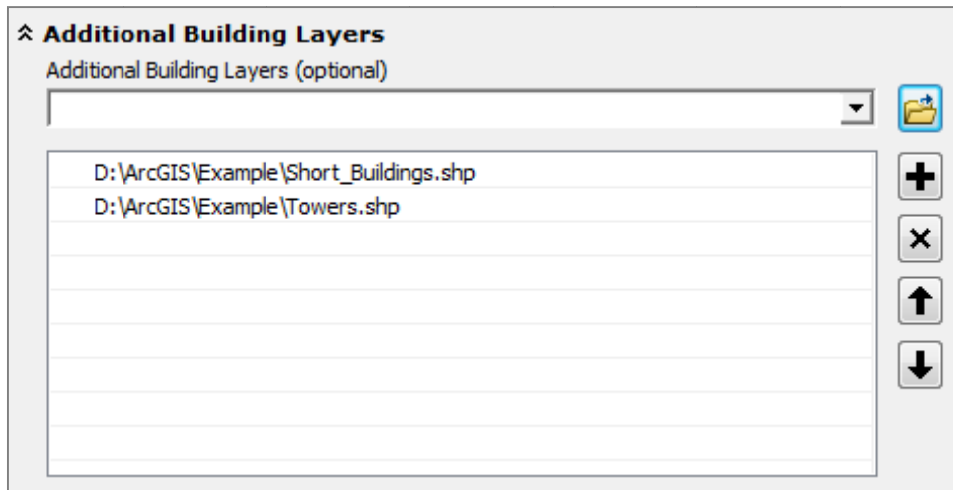 Additional Building Layers
Additional Building Layers (optional)
D:\ArcGIS\Example\Short_Buildings.shp
D:\ArcGIS\Example\Towers.shp